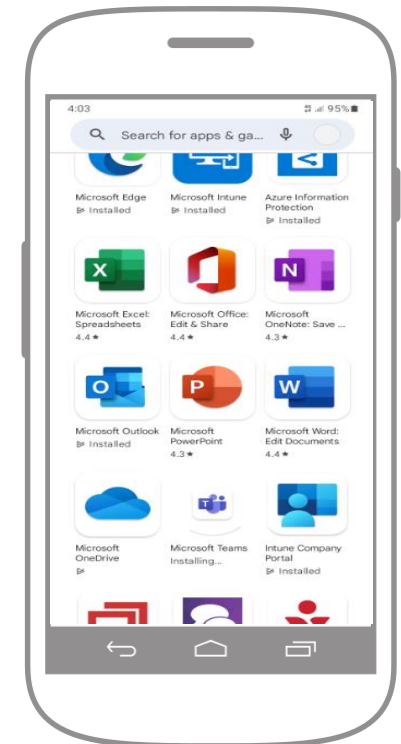 4:03 95%
Search for apps & ga...
Microsoft Edge Microsoft Intune Azure Information
Protection
Installed Installed
Installed
X N
Microsoft Excel: Microsoft Office: Microsoft
Spreadsheets Edit & Share OneNote: Save ...
4.4★ 4.4★ 4.3★
O P W
Microsoft Outlook Microsoft Microsoft Word:
Installed PowerPoint Edit Documents
4.3★ 4.4★
Microsoft Microsoft Teams Intune Company
OneDrive Installing... Portal
Installed